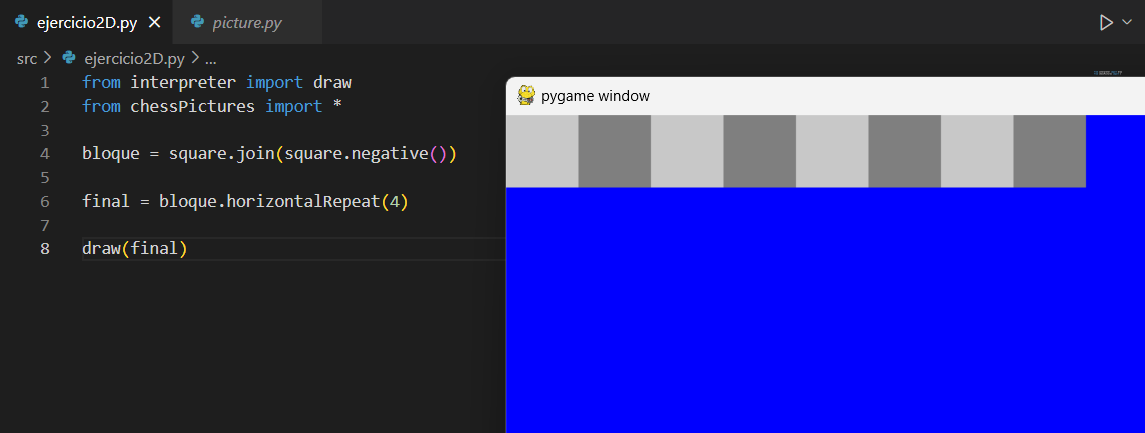 ejercicio2D.py
picture.py
src > ejercicio2D.py > ...
1 from interpreter import draw
2 from chessPictures import *
3
4 bloque = square.join(square.negative())
5
6 final = bloque.horizontalRepeat(4)
7
8 draw(final)
pygame window